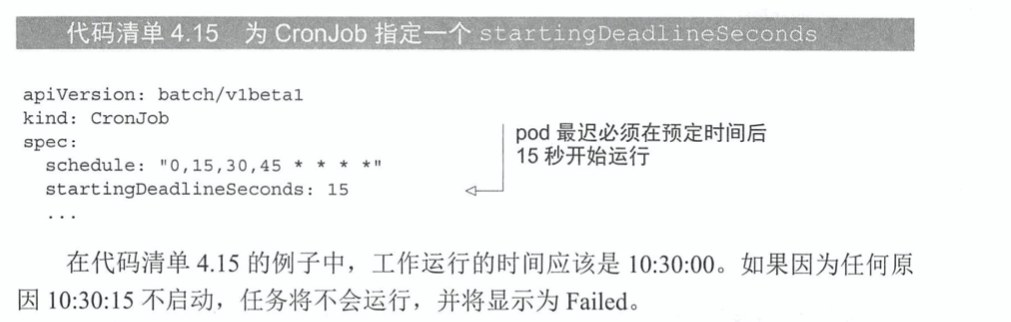 代码清单 4.15 为 CronJob 指定一个 startingDeadlineSeconds
apiVersion: batch/v1beta1
kind: CronJob
spec:
  schedule: "0,15,30,45 * * * *"
  startingDeadlineSeconds: 15
  ...
pod 最迟必须在预定时间后
15 秒开始运行
在代码清单 4.15 的例子中，工作运行的时间应该是 10:30:00。如果因为任何原
因 10:30:15 不启动，任务将不会运行，并将显示为 Failed。